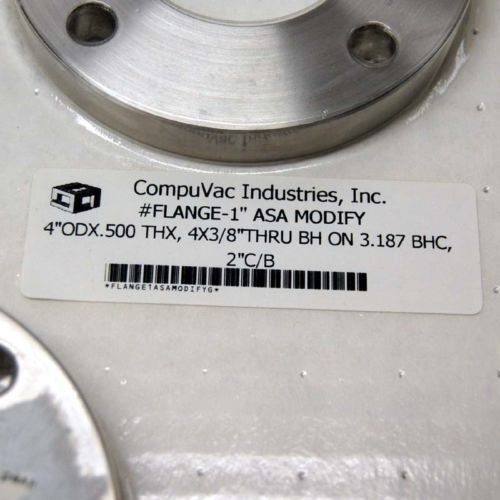 CompuVac Industries, Inc.
#FLANGE-1" ASA MODIFY
4"ODX.500 THX, 4X3/8"THRU BH ON 3.187 BHC,
2"C/B
*FLANGE1ASAMODIFYG*